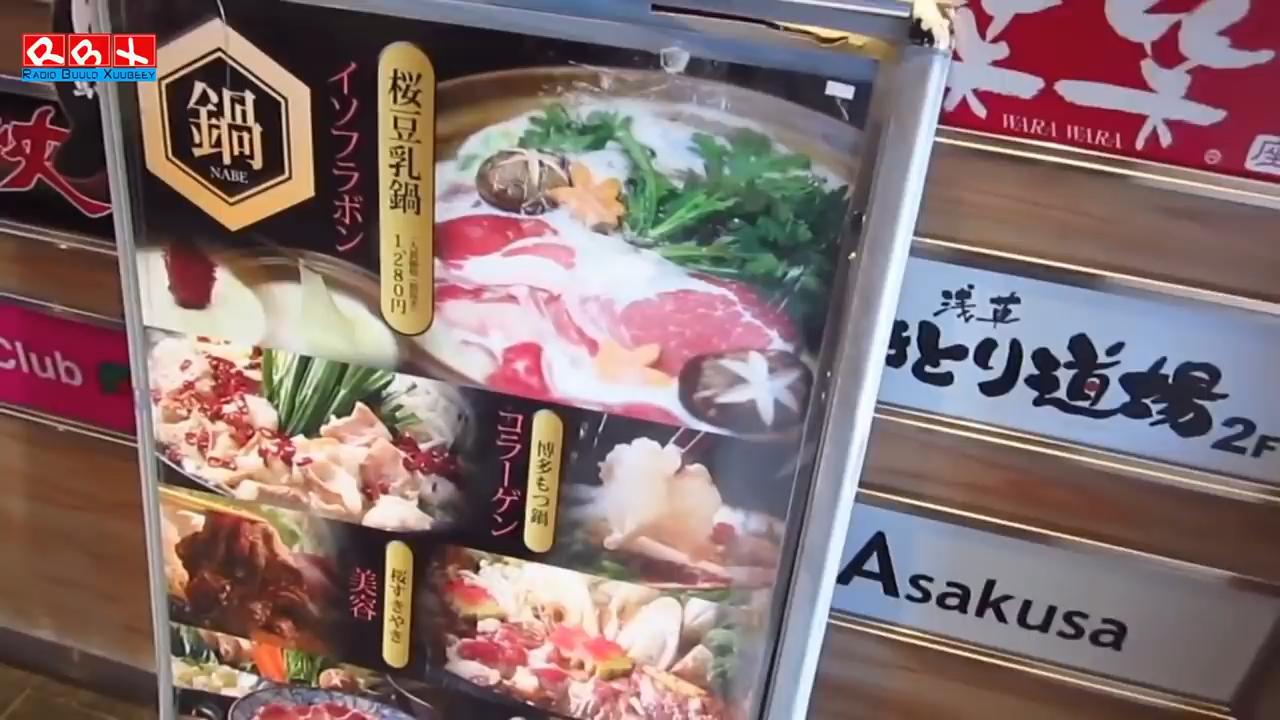 RBX
RADIO BUULO XUUBEEY
鍋
NABE
イソフラボン
桜豆乳鍋
1,280円
コラーゲン
博多もつ鍋
美容
桜すきやき
Club
WARA WARA
浅草
とり道場
2F
Asakusa